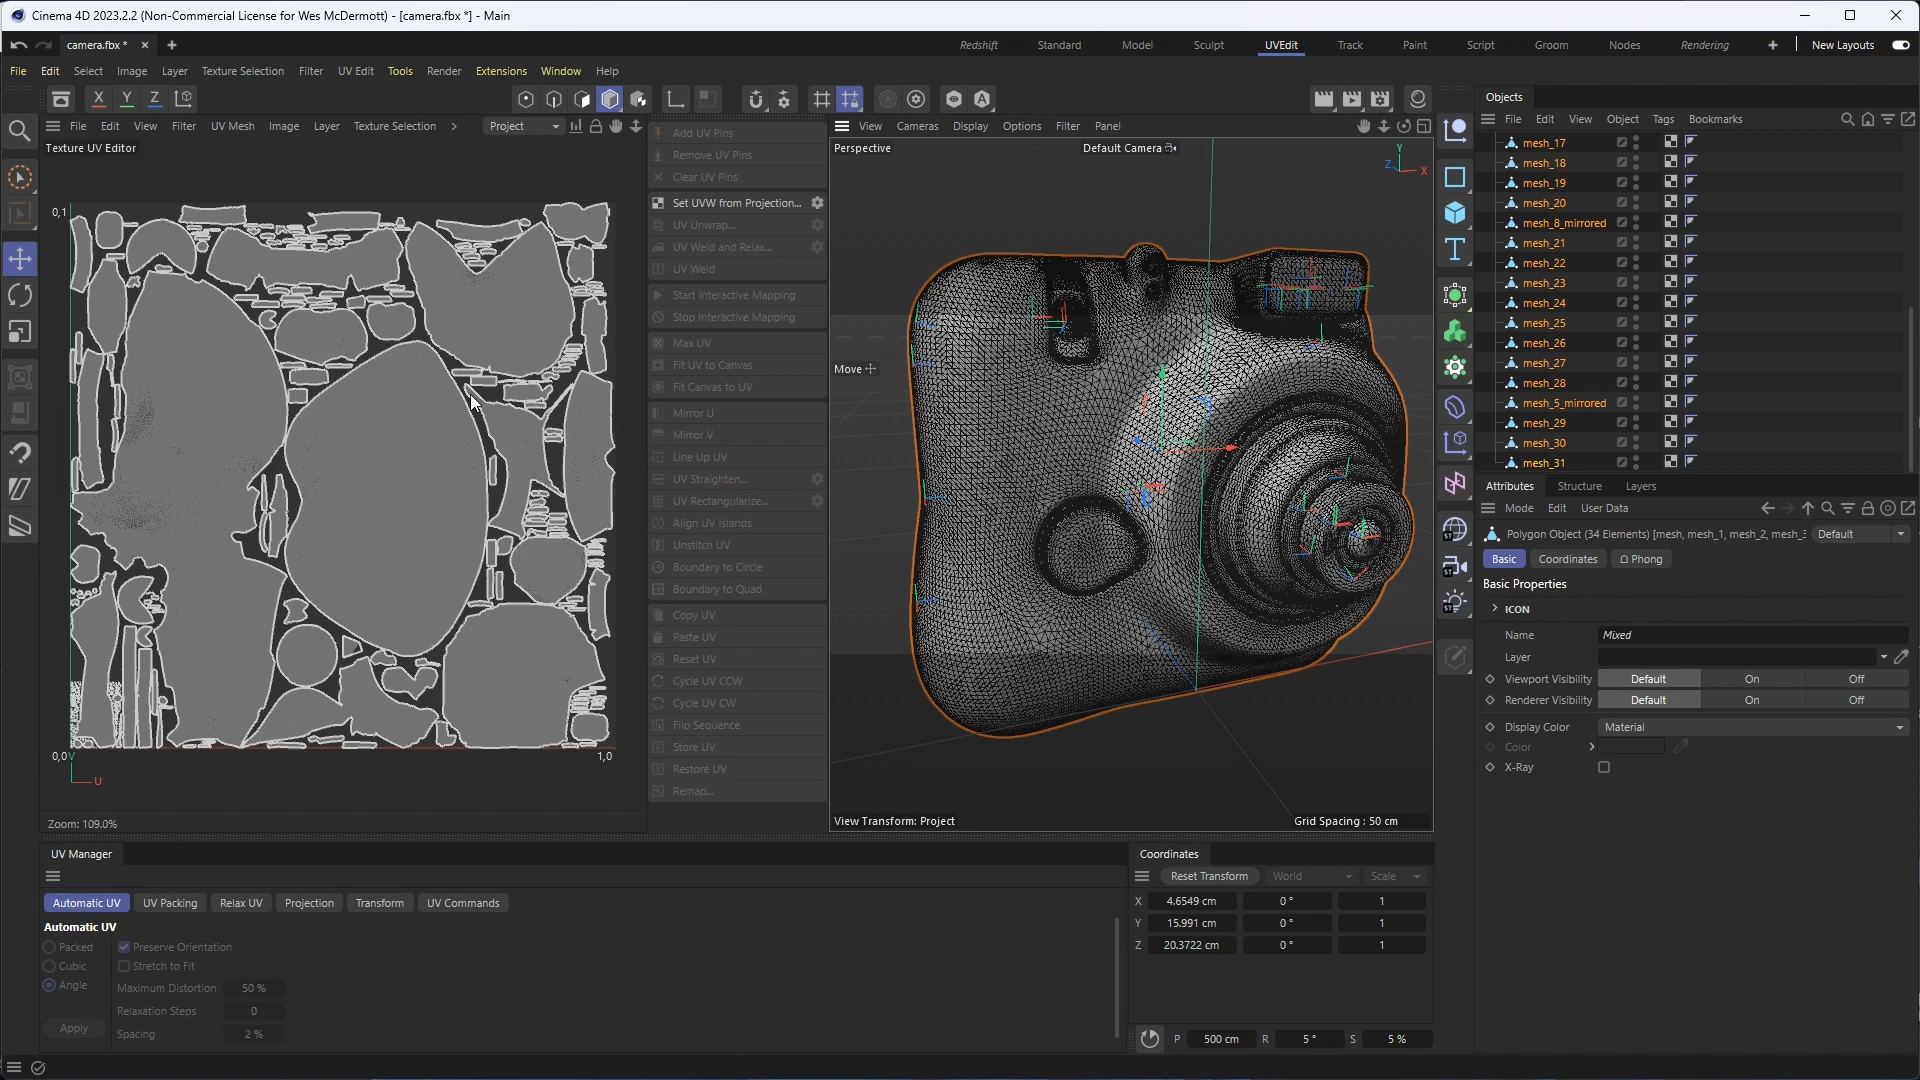 Cinema 4D 2023.2.2 (Non-Commercial License for Wes McDermott) - [camera.fbx *] - Main
camera.fbx *
Redshift Standard Model Sculpt UVEdit Track Paint Script Groom Nodes Rendering New Layouts
File Edit Select Image Layer Texture Selection Filter UV Edit Tools Render Extensions Window Help
X Y Z
File Edit View Filter UV Mesh Image Layer Texture Selection Project
Texture UV Editor
0,1
0,0
V
U
1,0
Zoom: 109.0%
Add UV Pins
Remove UV Pins
Clear UV Pins
Set UVW from Projection...
UV Unwrap...
UV Weld and Relax...
UV Weld
Start Interactive Mapping
Stop Interactive Mapping
Max UV
Fit UV to Canvas
Fit Canvas to UV
Mirror U
Mirror V
Line Up UV
UV Straighten...
UV Rectangularize...
Align UV Islands
Unstitch UV
Boundary to Circle
Boundary to Quad
Copy UV
Paste UV
Reset UV
Cycle UV CCW
Cycle UV CW
Flip Sequence
Store UV
Restore UV
Remap...
View Cameras Display Options Filter Panel
Perspective
Default Camera
Y
Z
X
Move
View Transform: Project
Grid Spacing : 50 cm
Objects
File Edit View Object Tags Bookmarks
mesh_17
mesh_18
mesh_19
mesh_20
mesh_8_mirrored
mesh_21
mesh_22
mesh_23
mesh_24
mesh_25
mesh_26
mesh_27
mesh_28
mesh_5_mirrored
mesh_29
mesh_30
mesh_31
Attributes Structure Layers
Mode Edit User Data
Polygon Object (34 Elements) [mesh, mesh_1, mesh_2, mesh_3 Default
Basic Coordinates Phong
Basic Properties
ICON
Name Mixed
Layer
Viewport Visibility Default On Off
Renderer Visibility Default On Off
Display Color Material
Color
X-Ray
UV Manager
Automatic UV UV Packing Relax UV Projection Transform UV Commands
Automatic UV
Packed
Cubic
Angle
Apply
Preserve Orientation
Stretch to Fit
Maximum Distortion 50 %
Relaxation Steps 0
Spacing 2 %
Coordinates
Reset Transform World Scale
X 4.6549 cm 0 ° 1
Y 15.991 cm 0 ° 1
Z 20.3722 cm 0 ° 1
P 500 cm R 5 ° S 5 %